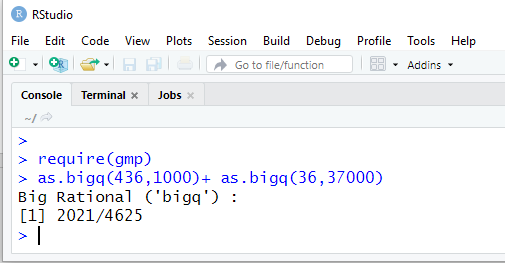 RStudio
File Edit Code View Plots Session Build Debug Profile Tools Help
Go to file/function Addins
Console Terminal × Jobs ×
~/
>
> require(gmp)
> as.bigq(436,1000)+ as.bigq(36,37000)
Big Rational ('bigq') :
[1] 2021/4625
>